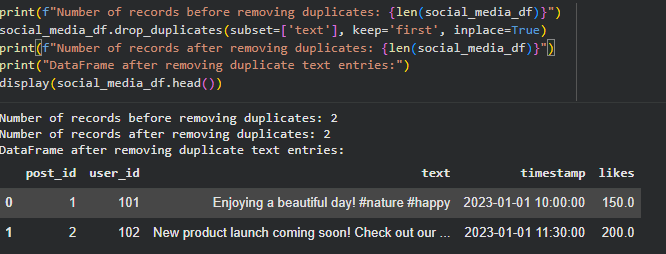 print(f"Number of records before removing duplicates: {len(social_media_df)}")
social_media_df.drop_duplicates(subset=['text'], keep='first', inplace=True)
print(f"Number of records after removing duplicates: {len(social_media_df)}")
print("DataFrame after removing duplicate text entries:")
display(social_media_df.head())
Number of records before removing duplicates: 2
Number of records after removing duplicates: 2
DataFrame after removing duplicate text entries:
post_id user_id text timestamp likes
0 1 101 Enjoying a beautiful day! #nature #happy 2023-01-01 10:00:00 150.0
1 2 102 New product launch coming soon! Check out our ... 2023-01-01 11:30:00 200.0